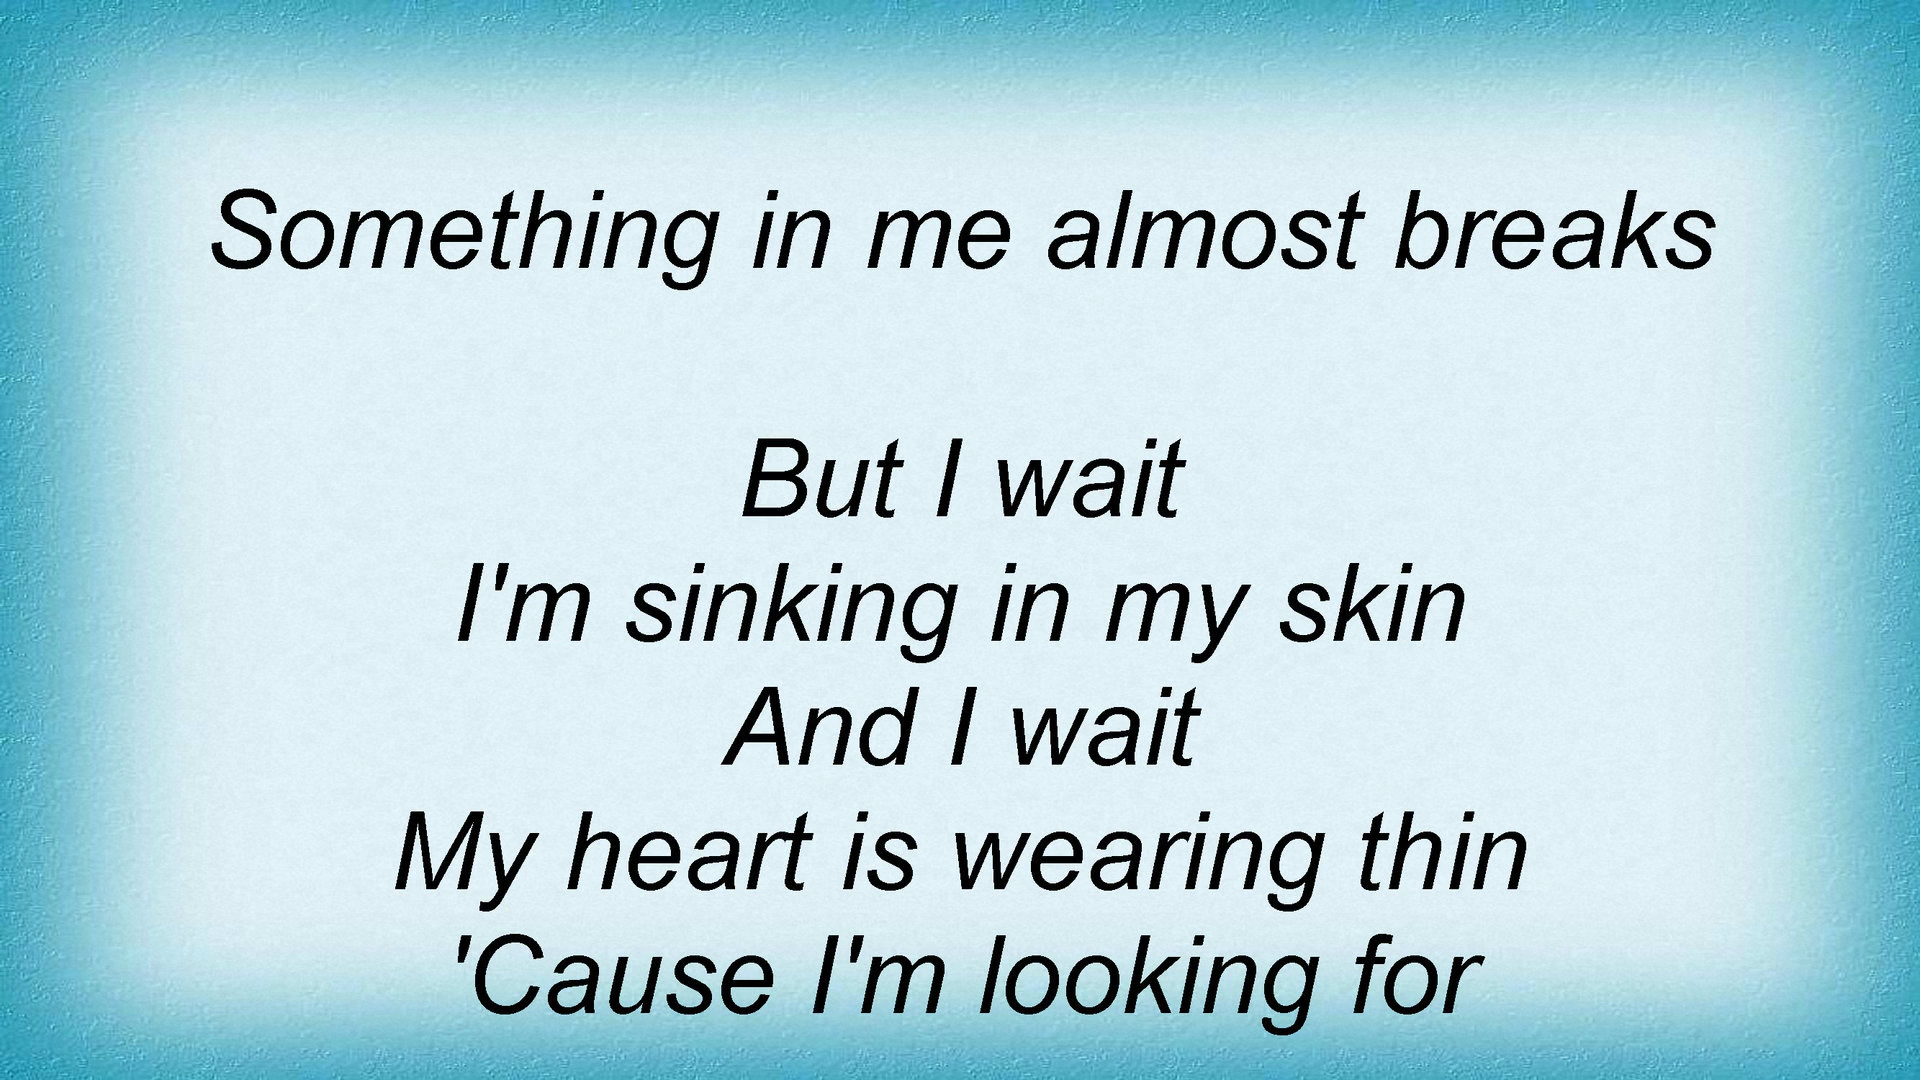 Something in me almost breaks
But I wait
I'm sinking in my skin
And I wait
My heart is wearing thin
'Cause I'm looking for